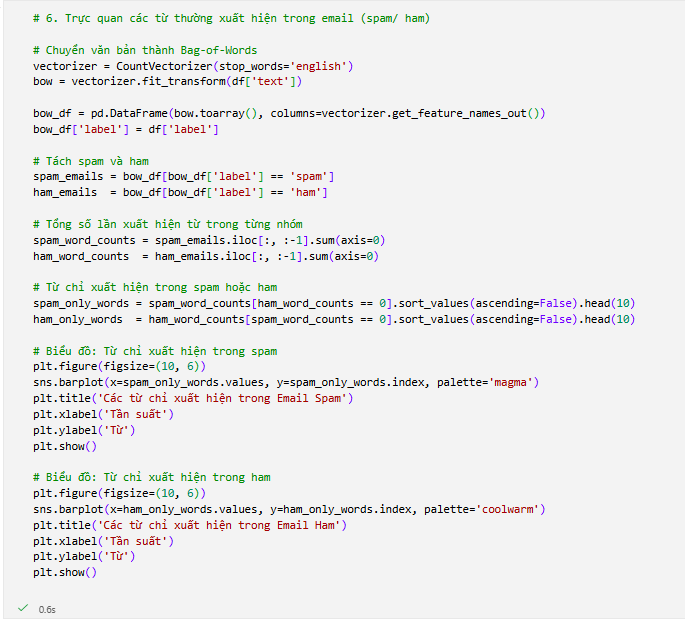 # 6. Trực quan các từ thường xuất hiện trong email (spam/ ham)
# Chuyển văn bản thành Bag-of-Words
vectorizer = CountVectorizer(stop_words='english')
bow = vectorizer.fit_transform(df['text'])
bow_df = pd.DataFrame(bow.toarray(), columns=vectorizer.get_feature_names_out())
bow_df['label'] = df['label']
# Tách spam và ham
spam_emails = bow_df[bow_df['label'] == 'spam']
ham_emails  = bow_df[bow_df['label'] == 'ham']
# Tổng số lần xuất hiện từ trong từng nhóm
spam_word_counts = spam_emails.iloc[:, :-1].sum(axis=0)
ham_word_counts  = ham_emails.iloc[:, :-1].sum(axis=0)
# Từ chỉ xuất hiện trong spam hoặc ham
spam_only_words = spam_word_counts[ham_word_counts == 0].sort_values(ascending=False).head(10)
ham_only_words  = ham_word_counts[spam_word_counts == 0].sort_values(ascending=False).head(10)
# Biểu đồ: Từ chỉ xuất hiện trong spam
plt.figure(figsize=(10, 6))
sns.barplot(x=spam_only_words.values, y=spam_only_words.index, palette='magma')
plt.title('Các từ chỉ xuất hiện trong Email Spam')
plt.xlabel('Tần suất')
plt.ylabel('Từ')
plt.show()
# Biểu đồ: Từ chỉ xuất hiện trong ham
plt.figure(figsize=(10, 6))
sns.barplot(x=ham_only_words.values, y=ham_only_words.index, palette='coolwarm')
plt.title('Các từ chỉ xuất hiện trong Email Ham')
plt.xlabel('Tần suất')
plt.ylabel('Từ')
plt.show()
0.6s